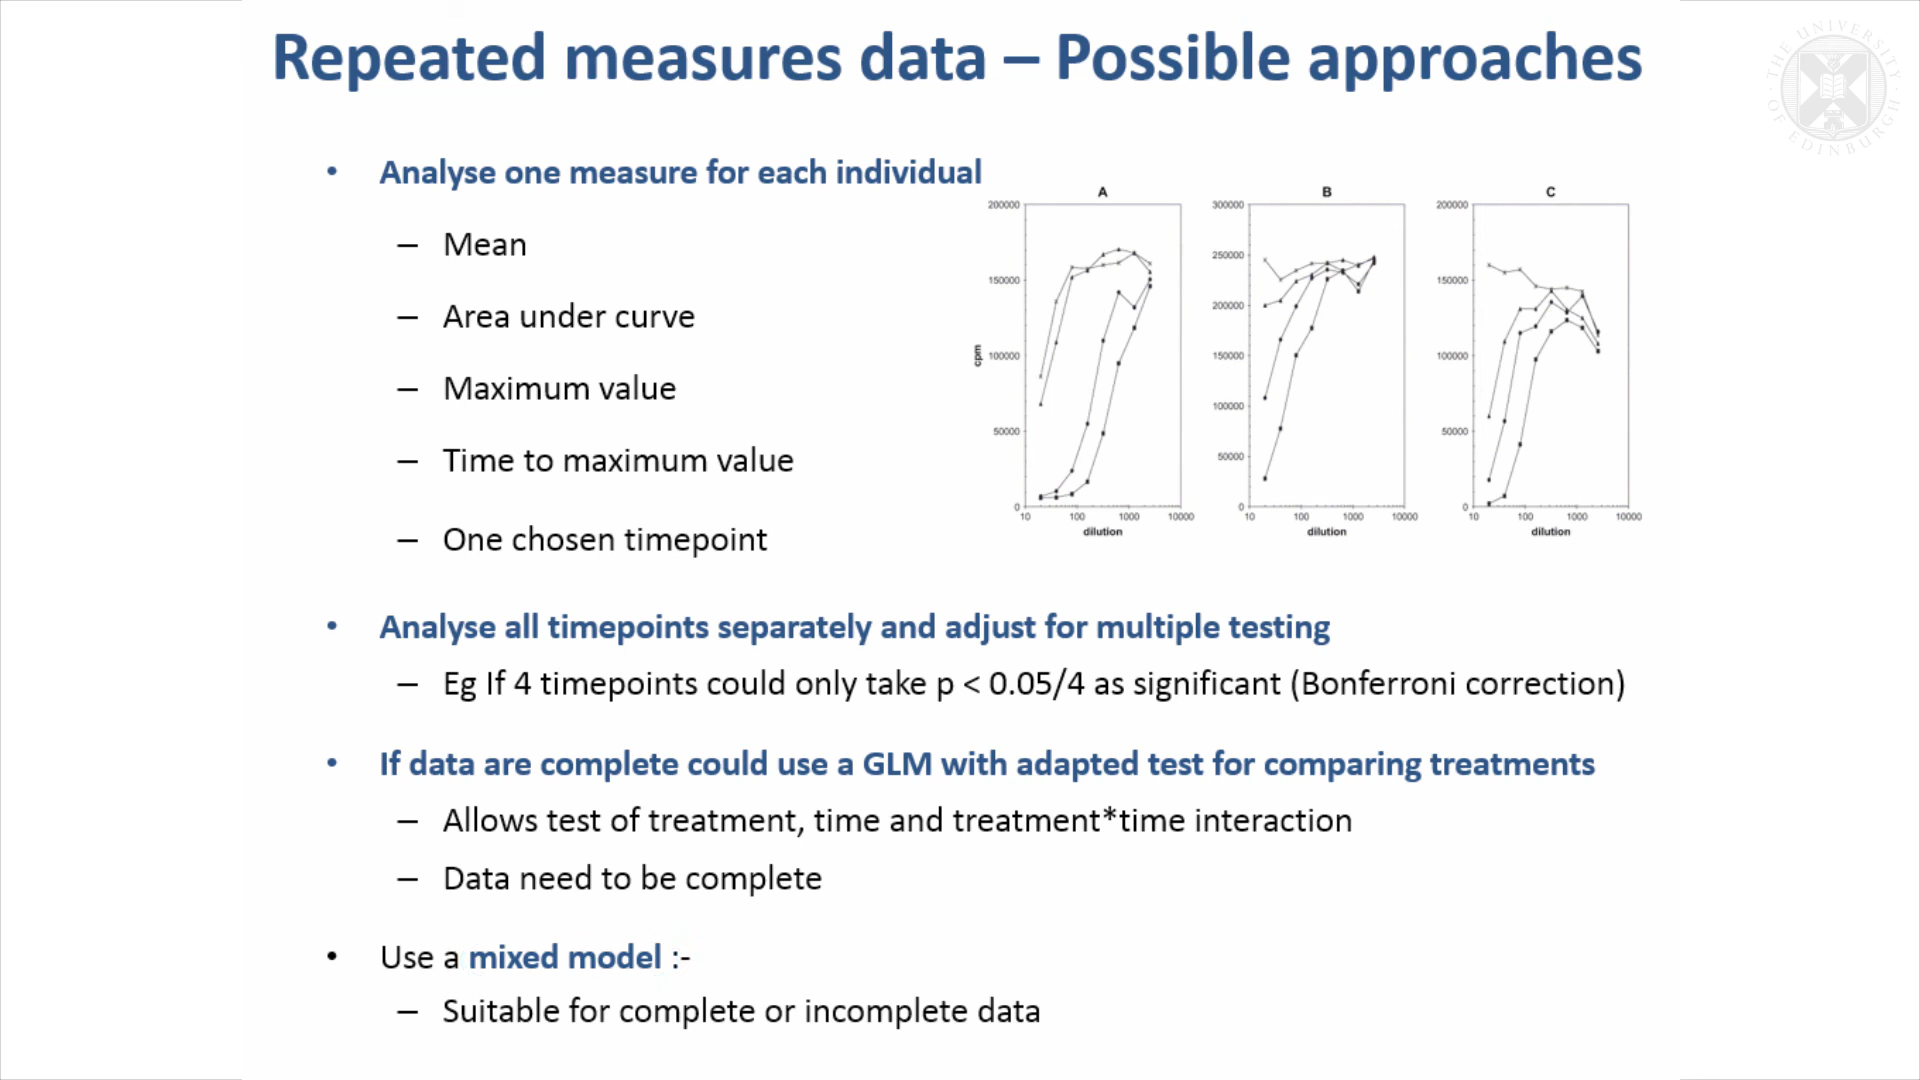 Repeated measures data – Possible approaches
THE UNIVERSITY OF EDINBURGH
• Analyse one measure for each individual
– Mean
– Area under curve
– Maximum value
– Time to maximum value
– One chosen timepoint
A
200000
150000
100000
50000
0
cpm
10 100 1000 10000
dilution
B
300000
250000
200000
150000
100000
50000
0
10 100 1000 10000
dilution
C
200000
150000
100000
50000
0
10 100 1000 10000
dilution
• Analyse all timepoints separately and adjust for multiple testing
– Eg If 4 timepoints could only take p < 0.05/4 as significant (Bonferroni correction)
• If data are complete could use a GLM with adapted test for comparing treatments
– Allows test of treatment, time and treatment*time interaction
– Data need to be complete
• Use a mixed model :-
– Suitable for complete or incomplete data